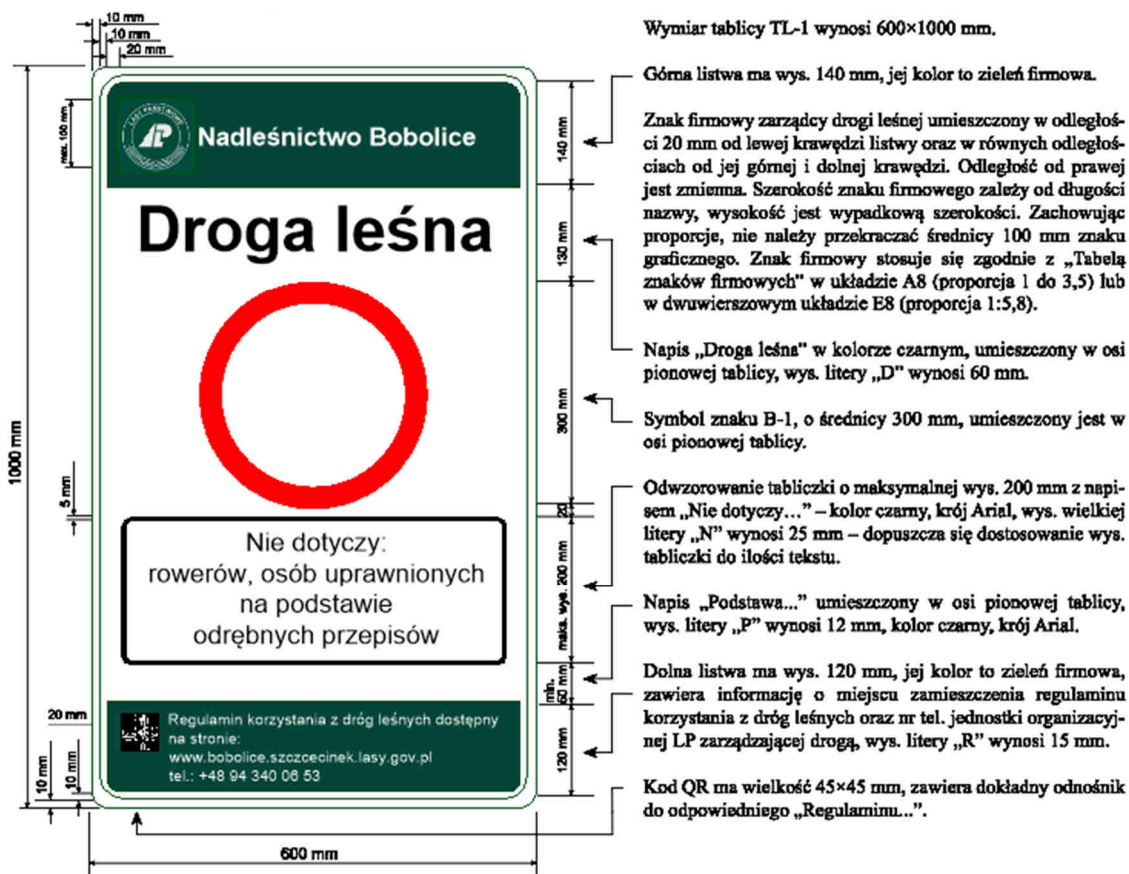 10 mm
10 mm
20 mm
1000 mm
max. 100 mm
5 mm
20 mm
10 mm
10 mm
600 mm
LASY PAŃSTWOWE
Nadleśnictwo Bobolice
Droga leśna
Nie dotyczy:
rowerów, osób uprawnionych
na podstawie
odrębnych przepisów
Regulamin korzystania z dróg leśnych dostępny
na stronie:
www.bobolice.szczecinek.lasy.gov.pl
tel.: +48 94 340 06 53
140 mm
130 mm
300 mm
20
maks. wys. 200 mm
min.
60 mm
120 mm
Wymiar tablicy TL-1 wynosi 600×1000 mm.
Górna listwa ma wys. 140 mm, jej kolor to zieleń firmowa.
Znak firmowy zarządcy drogi leśnej umieszczony w odległoś-
ci 20 mm od lewej krawędzi listwy oraz w równych odległoś-
ciach od jej górnej i dolnej krawędzi. Odległość od prawej
jest zmienna. Szerokość znaku firmowego zależy od długości
nazwy, wysokość jest wypadkową szerokości. Zachowując
proporcje, nie należy przekraczać średnicy 100 mm znaku
graficznego. Znak firmowy stosuje się zgodnie z „Tabelą
znaków firmowych" w układzie A8 (proporcja 1 do 3,5) lub
w dwuwierszowym układzie E8 (proporcja 1:5,8).
Napis „Droga leśna" w kolorze czarnym, umieszczony w osi
pionowej tablicy, wys. litery „D" wynosi 60 mm.
Symbol znaku B-1, o średnicy 300 mm, umieszczony jest w
osi pionowej tablicy.
Odwzorowanie tabliczki o maksymalnej wys. 200 mm z napi-
sem „Nie dotyczy…" – kolor czarny, krój Arial, wys. wielkiej
litery „N" wynosi 25 mm – dopuszcza się dostosowanie wys.
tabliczki do ilości tekstu.
Napis „Podstawa..." umieszczony w osi pionowej tablicy,
wys. litery „P" wynosi 12 mm, kolor czarny, krój Arial.
Dolna listwa ma wys. 120 mm, jej kolor to zieleń firmowa,
zawiera informację o miejscu zamieszczenia regulaminu
korzystania z dróg leśnych oraz nr tel. jednostki organizacyj-
nej LP zarządzającej drogą, wys. litery „R" wynosi 15 mm.
Kod QR ma wielkość 45×45 mm, zawiera dokładny odnośnik
do odpowiedniego „Regulaminu...".